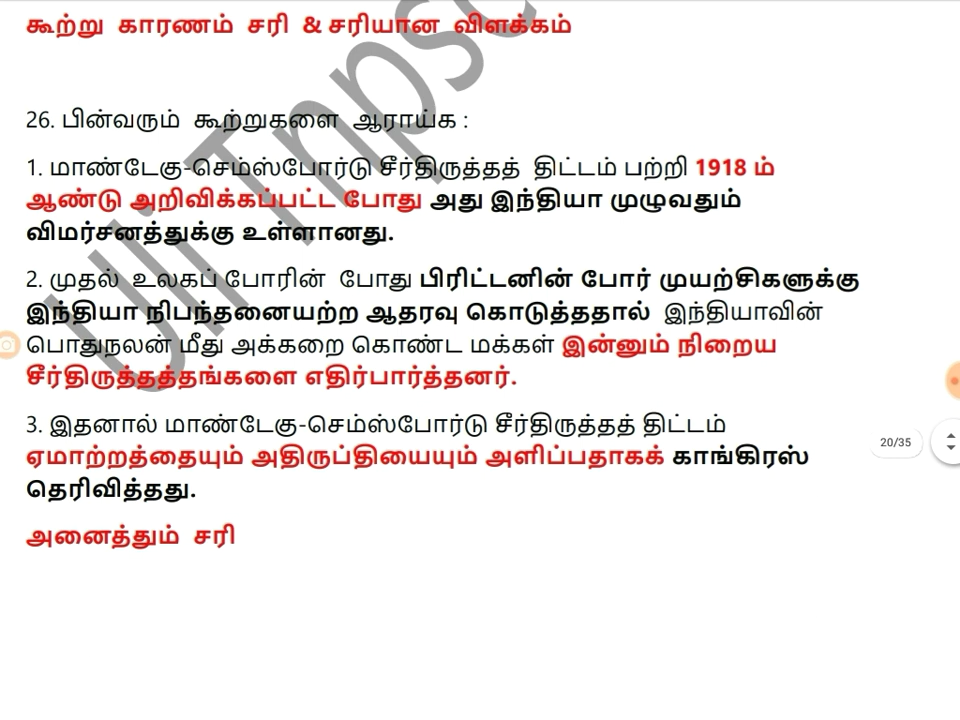 கூற்று காரணம் சரி & சரியான விளக்கம்
26. பின்வரும் கூற்றுகளை ஆராய்க :
1. மாண்டேகு-செம்ஸ்போர்டு சீர்திருத்தத் திட்டம் பற்றி 1918 ம்
ஆண்டு அறிவிக்கப்பட்ட போது அது இந்தியா முழுவதும்
விமர்சனத்துக்கு உள்ளானது.
2. முதல் உலகப் போரின் போது பிரிட்டனின் போர் முயற்சிகளுக்கு
இந்தியா நிபந்தனையற்ற ஆதரவு கொடுத்ததால் இந்தியாவின்
பொதுநலன் மீது அக்கறை கொண்ட மக்கள் இன்னும் நிறைய
சீர்திருத்தத்தங்களை எதிர்பார்த்தனர்.
3. இதனால் மாண்டேகு-செம்ஸ்போர்டு சீர்திருத்தத் திட்டம்
ஏமாற்றத்தையும் அதிருப்தியையும் அளிப்பதாகக் காங்கிரஸ்
தெரிவித்தது.
அனைத்தும் சரி
20/35